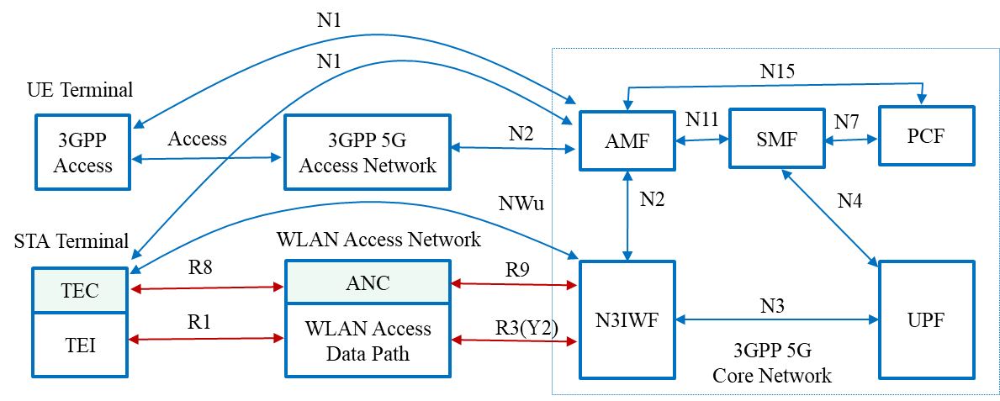 N1
N1
UE Terminal
N15
3GPP
Access
Access
3GPP 5G
Access Network
N2
AMF
N11
SMF
N7
PCF
N2
N4
NWu
STA Terminal
WLAN Access Network
TEC
R8
ANC
R9
TEI
R1
WLAN Access
Data Path
R3(Y2)
N3IWF
N3
UPF
3GPP 5G
Core Network